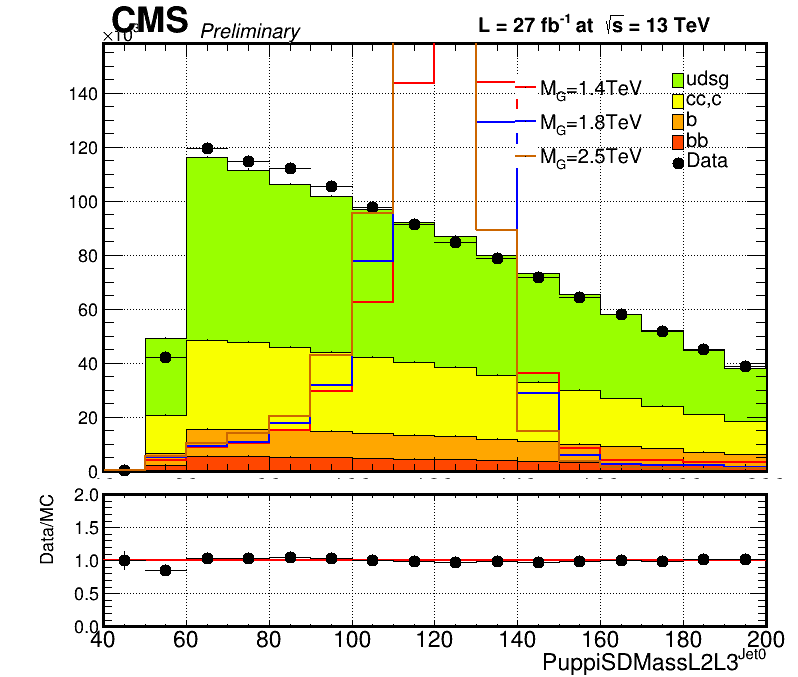 CMS Preliminary L = 27 fb⁻¹ at √s = 13 TeV
×10³
140
120
100
80
60
40
20
0
M_G=1.4TeV
M_G=1.8TeV
M_G=2.5TeV
udsg
cc,c
b
bb
Data
Data/MC
2.0
1.5
1.0
0.5
0.0
40 60 80 100 120 140 160 180 200
PuppiSDMassL2L3^Jet0